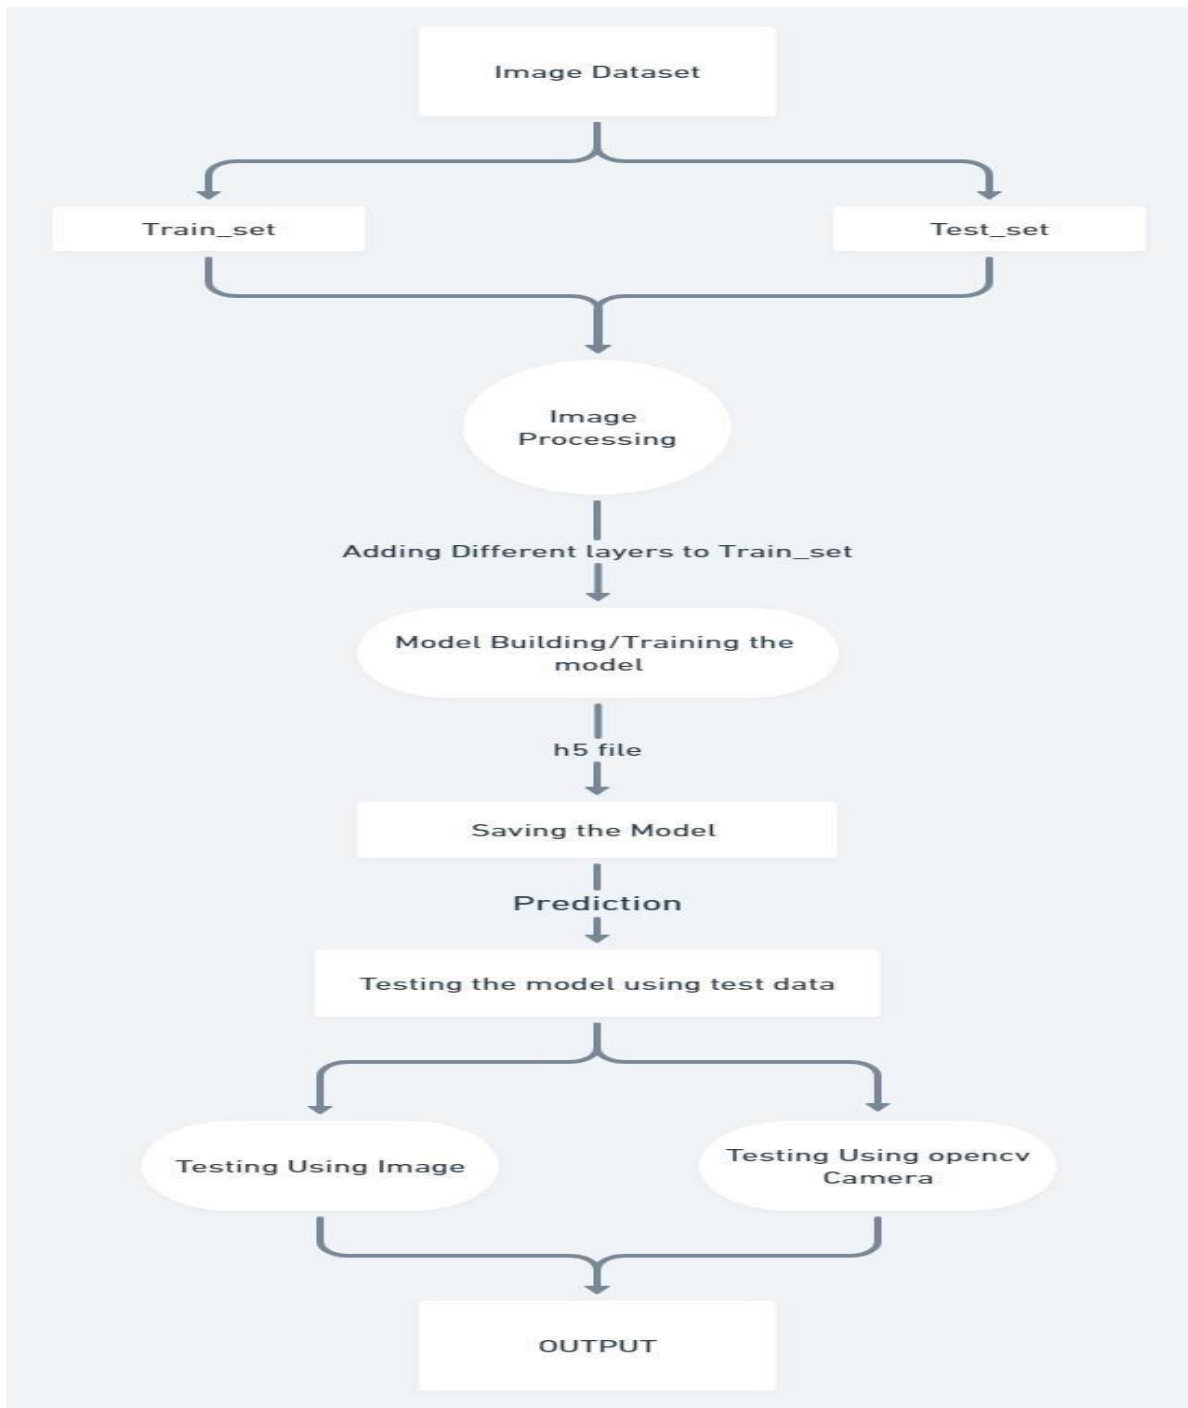 Image Dataset
Train_set
Test_set
Image
Processing
Adding Different layers to Train_set
Model Building/Training the
model
h5 file
Saving the Model
Prediction
Testing the model using test data
Testing Using Image
Testing Using opencv
Camera
OUTPUT